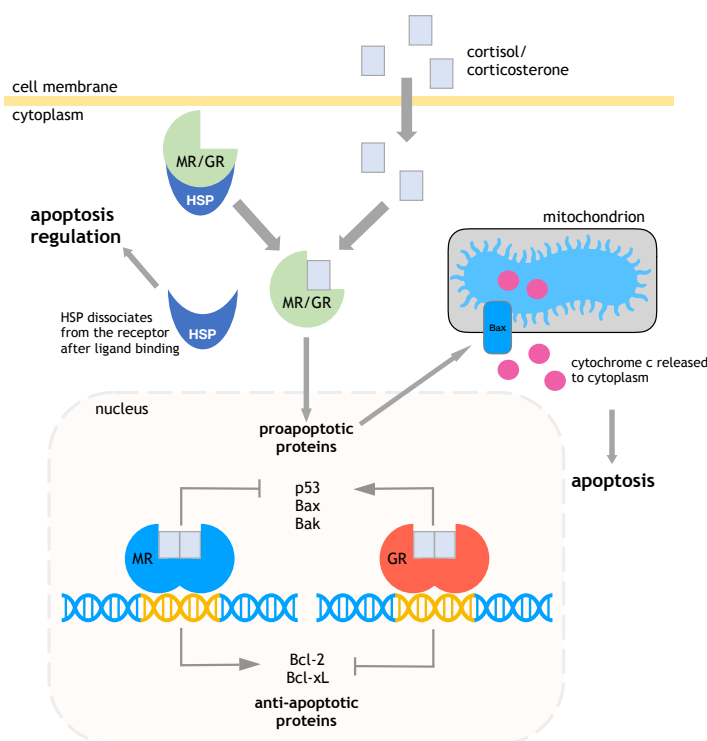 cortisol/
corticosterone
cell membrane
cytoplasm
MR/GR
HSP
apoptosis
regulation
mitochondrion
MR/GR
HSP
HSP dissociates
from the receptor
after ligand binding
Bax
cytochrome c released
to cytoplasm
nucleus
proapoptotic
proteins
apoptosis
p53
Bax
Bak
MR
GR
Bcl-2
Bcl-xL
anti-apoptotic
proteins